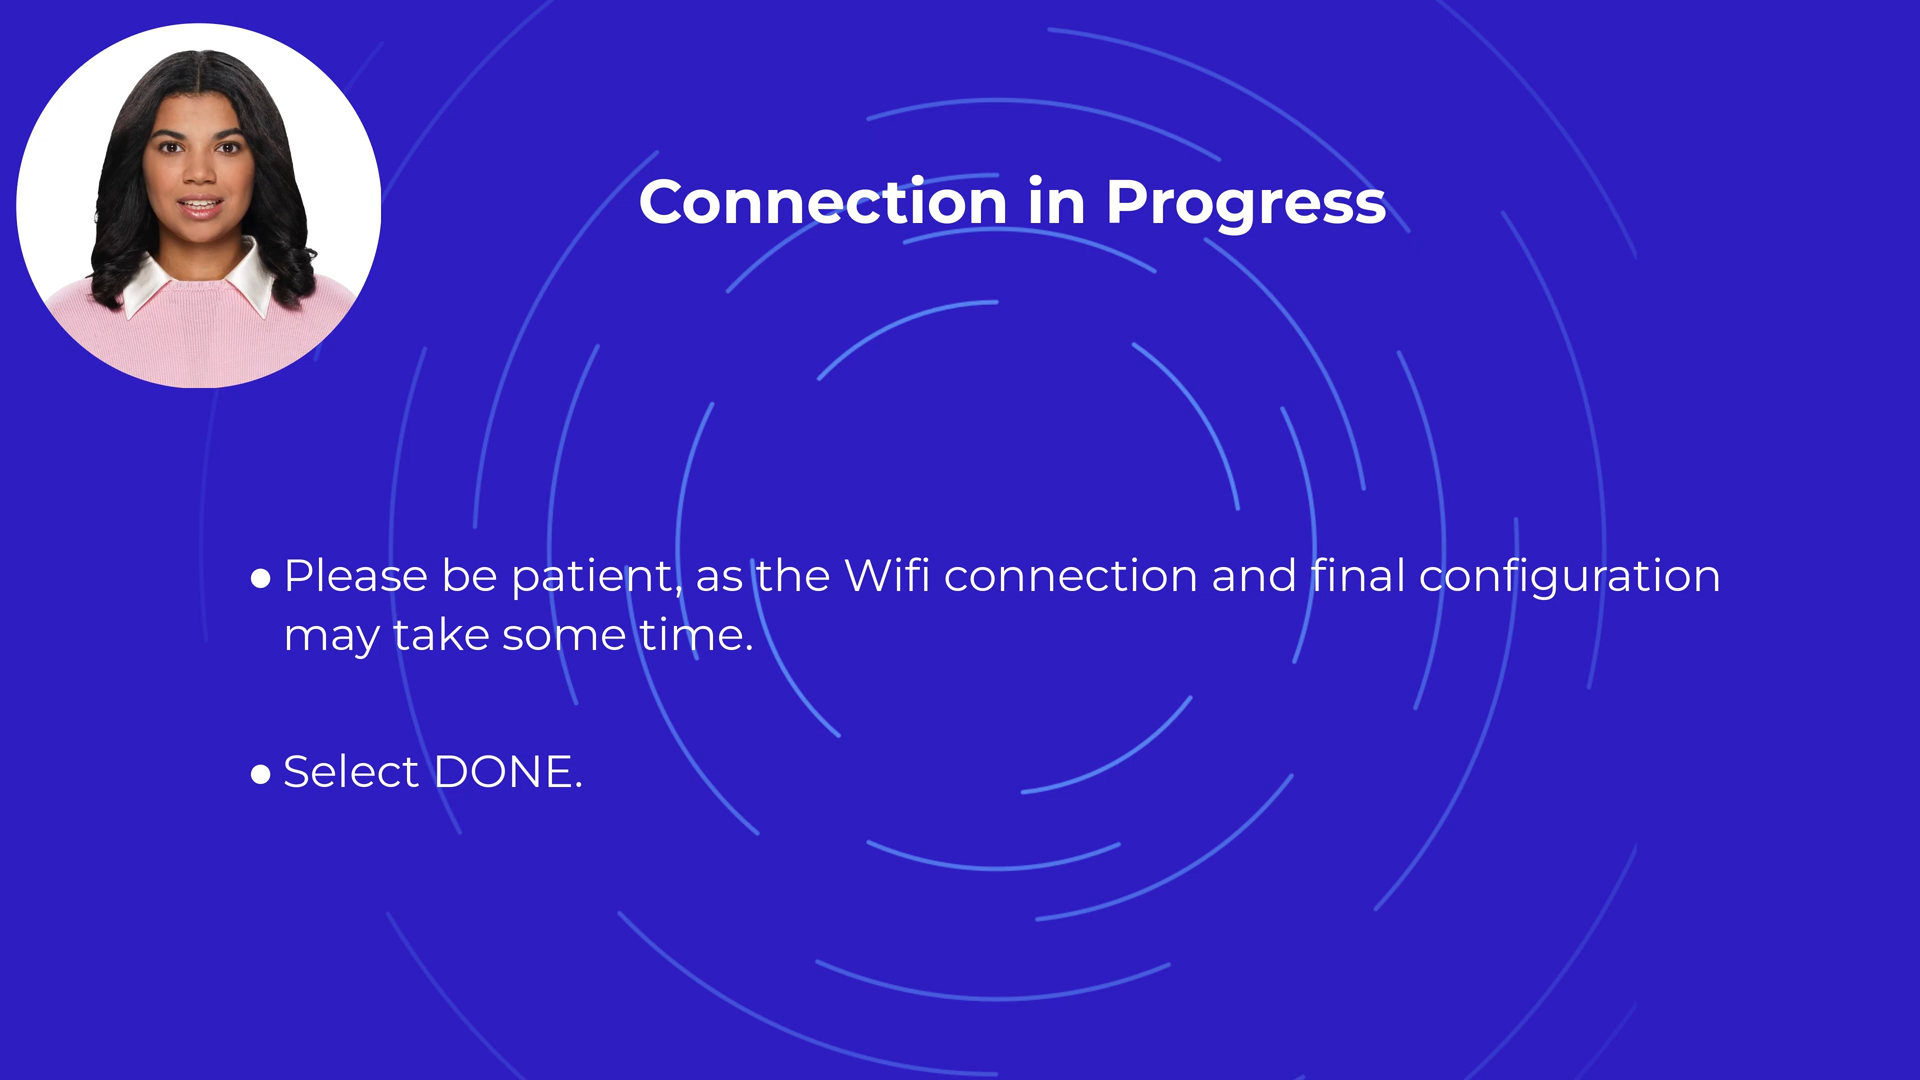 Connection in Progress
● Please be patient, as the Wifi connection and final configuration
may take some time.
● Select DONE.